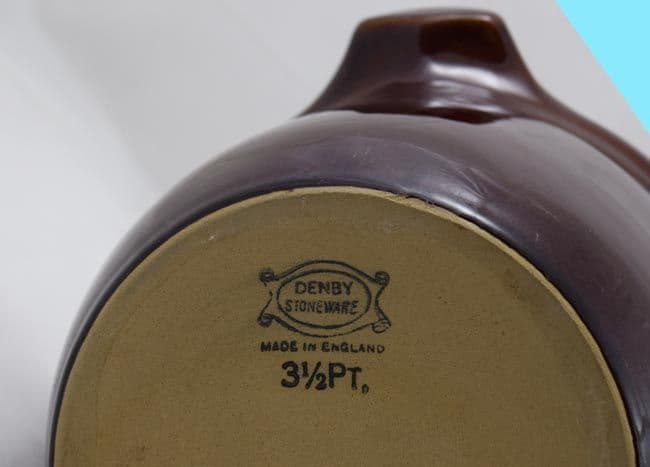 DENBY
STONEWARE
MADE IN ENGLAND
3½PT.